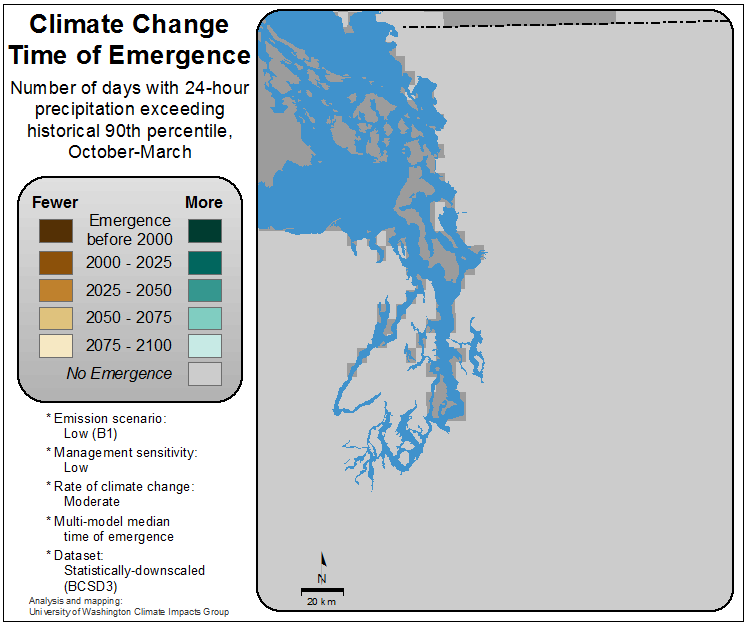 Climate Change
Time of Emergence
Number of days with 24-hour
precipitation exceeding
historical 90th percentile,
October-March
Fewer More
Emergence
before 2000
2000 - 2025
2025 - 2050
2050 - 2075
2075 - 2100
No Emergence
* Emission scenario:
Low (B1)
* Management sensitivity:
Low
* Rate of climate change:
Moderate
* Multi-model median
time of emergence
* Dataset:
Statistically-downscaled
(BCSD3)
Analysis and mapping:
University of Washington Climate Impacts Group
N
20 km